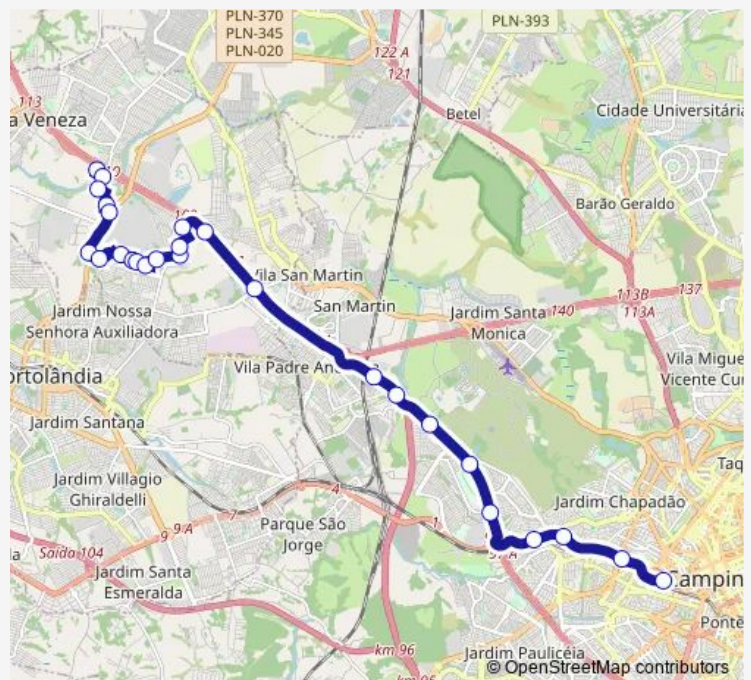 PLN-370
PLN-345
PLN-020
PLN-393
122 A
121
113
a Veneza
Betel
Cidade Universitária
Barão Geraldo
Vila San Martin
San Martin
Jardim Nossa
Senhora Auxiliadora
Jardim Santa
Monica
140
113B
137
113A
Vila Padre An
Vila Migue
Vicente Cur
ortolândia
Jardim Santana
Jardim Villagio
Ghiraldelli
Taq
Jardim Chapadão
4
7
1
9 A
9
Parque São
Jorge
Saída 104
Jardim Santa
Esmeralda
Campin
Ponte
km 96
Jardim Pauliceia
© OpenStreetMap contributors